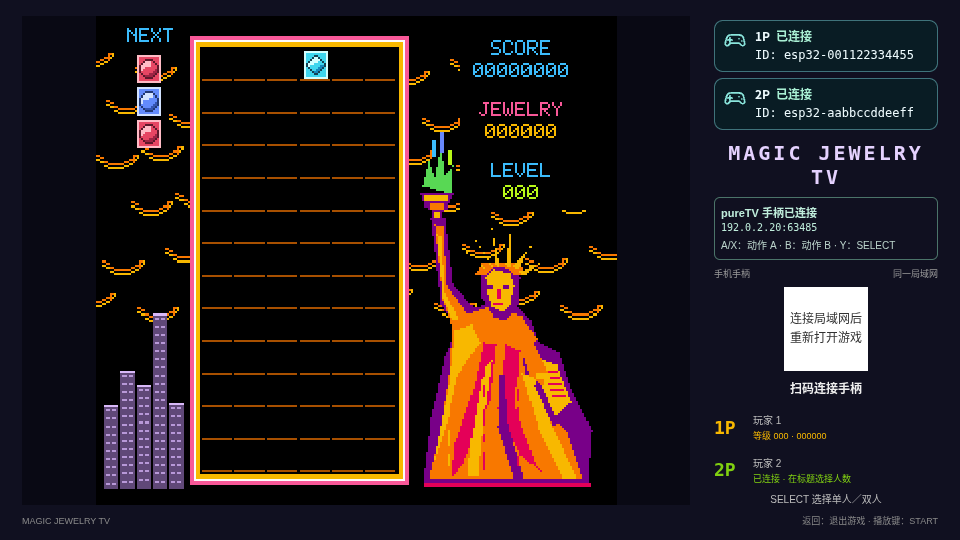 NEXT
SCORE
00000000
JEWELRY
000000
LEVEL
000
1P 已连接
ID: esp32-001122334455
2P 已连接
ID: esp32-aabbccddeeff
MAGIC JEWELRY
TV
pureTV 手柄已连接
192.0.2.20:63485
A/X：动作 A · B：动作 B · Y：SELECT
手机手柄
同一局域网
连接局域网后
重新打开游戏
扫码连接手柄
1P 玩家 1
等级 000 · 000000
2P 玩家 2
已连接 · 在标题选择人数
SELECT 选择单人／双人
MAGIC JEWELRY TV
返回：退出游戏 · 播放键：START